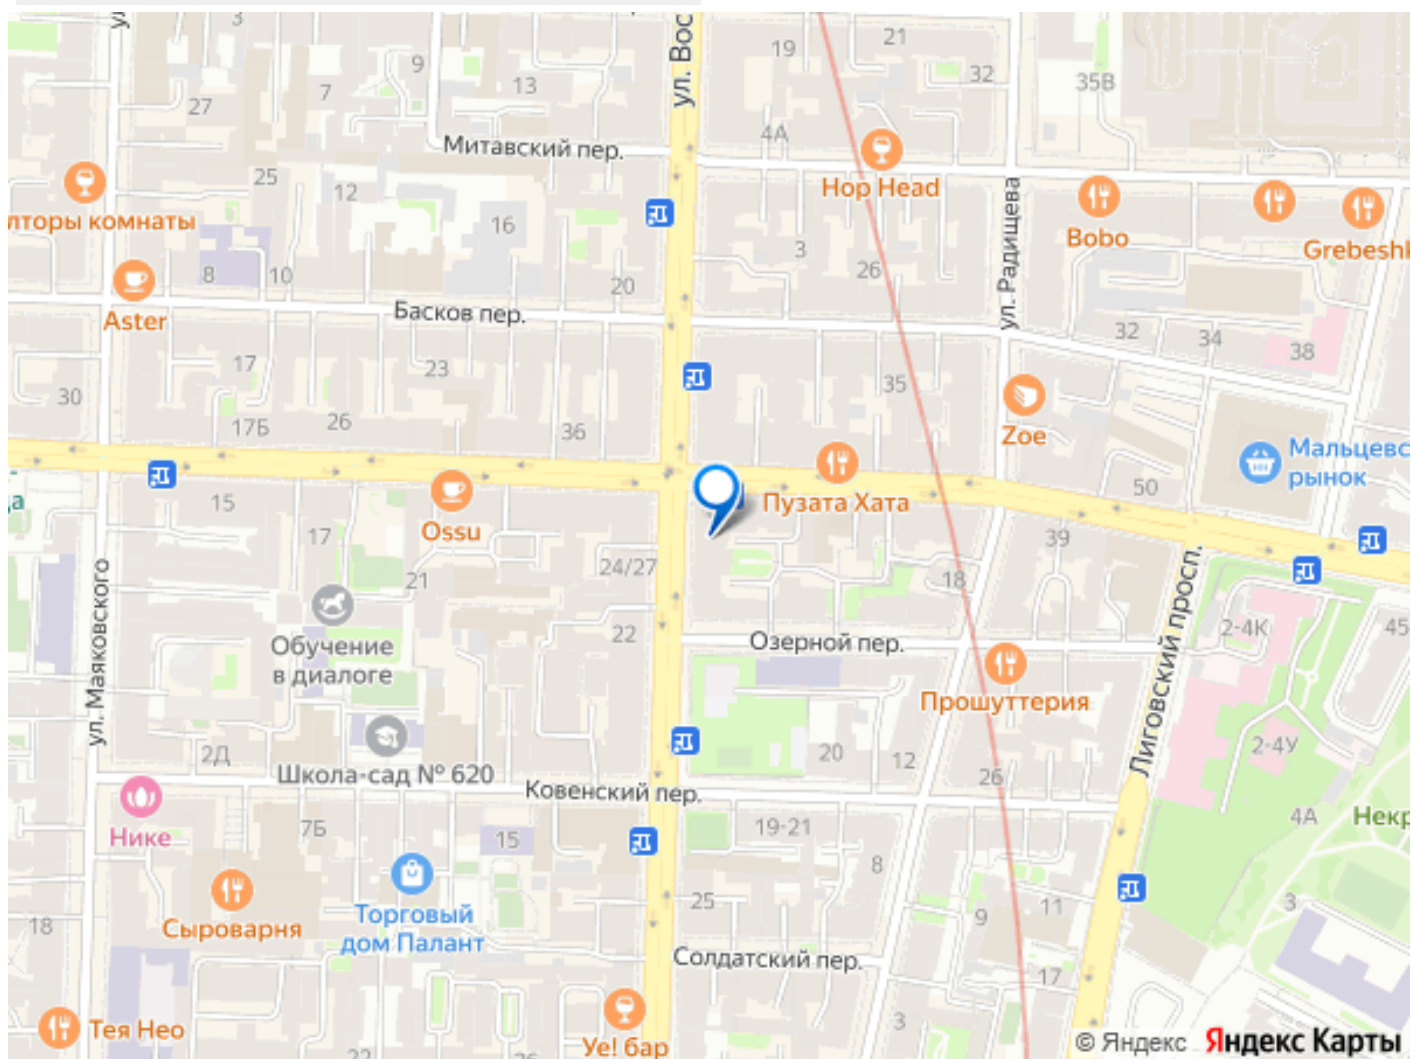 ул. Вос
19
21
32
35В
9
7
13
27
4А
Митавский пер.
Hop Head
25
12
лторы комнаты
16
3
26
ул. Радищева
Bobo
Grebeshk
8
10
20
Aster
Басков пер.
32
34
38
17
23
35
30
17Б
26
36
Zoe
Мальцевс
рынок
Пузата Хата
50
15
Ossu
17
21
24/27
39
18
Обучение
в диалоге
22
Озерной пер.
2-4К
45
ул. Маяковского
Прошуттерия
Лиговский просп.
2Д
Школа-сад № 620
20
12
26
2-4У
Ковенский пер.
Нике
7Б
15
19-21
4А
Некр
8
Сыроварня
Торговый
дом Палант
25
9
11
3
18
Солдатский пер.
17
Тея Нео
22
Уе! бар
3
© Яндекс Яндекс Карты